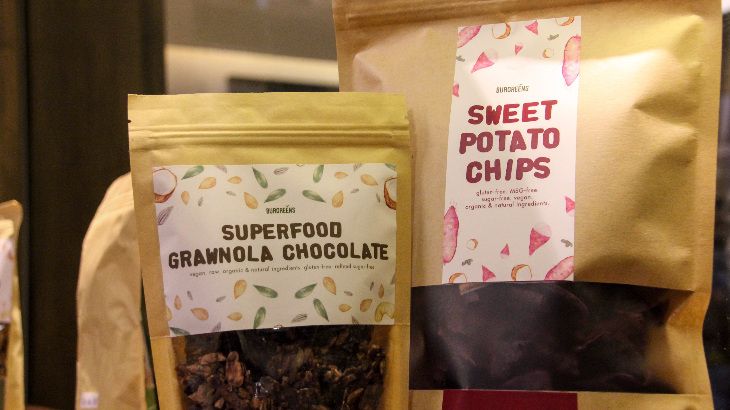 BURGREENS
SUPERFOOD
GRAWNOLA CHOCOLATE
vegan. raw. organic & natural ingredients. gluten-free. refined sugar-free
BURGREENS
SWEET
POTATO
CHIPS
gluten-free. MSG-free.
sugar-free. vegan.
organic & natural ingredients.